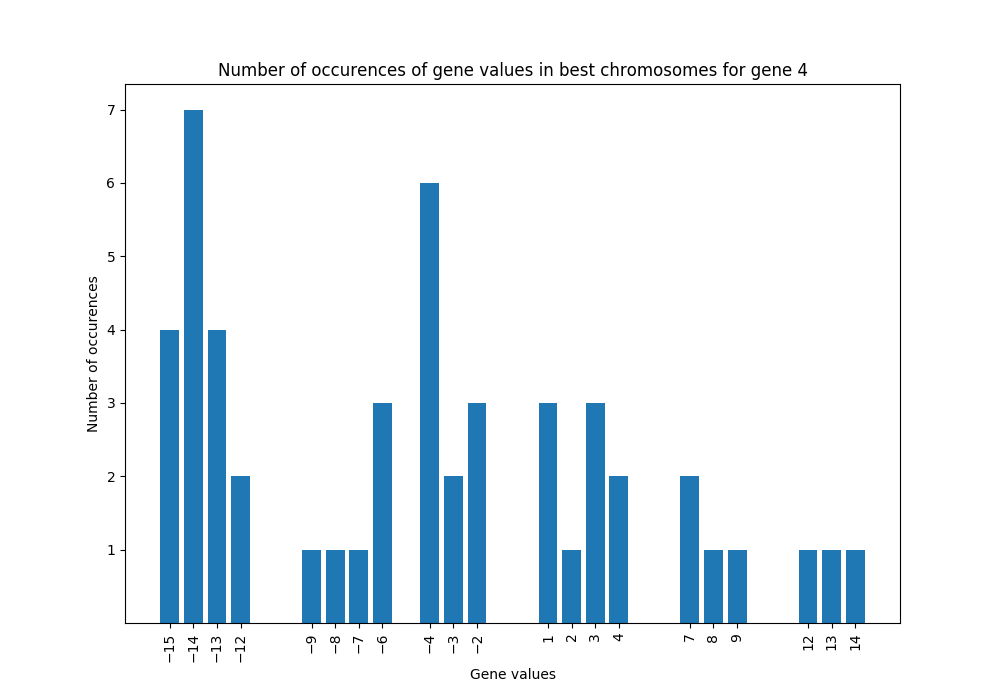 Number of occurences of gene values in best chromosomes for gene 4
7
6
5
4
3
2
1
Number of occurences
−15 −14 −13 −12 −9 −8 −7 −6 −4 −3 −2 1 2 3 4 7 8 9 12 13 14
Gene values